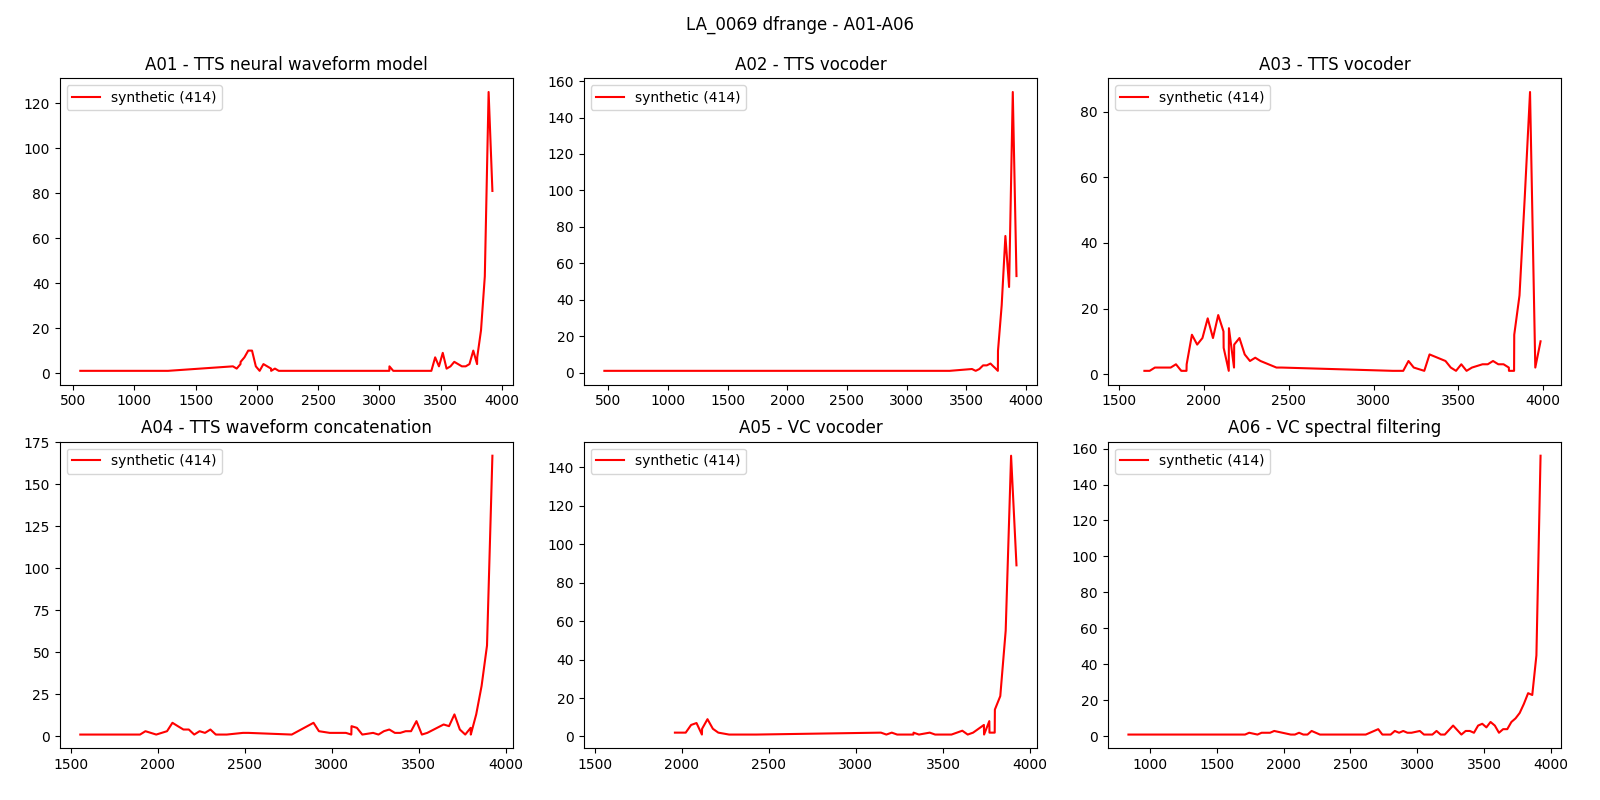 LA_0069 dfrange - A01-A06
A01 - TTS neural waveform model
synthetic (414)
120
100
80
60
40
20
0
500 1000 1500 2000 2500 3000 3500 4000
A02 - TTS vocoder
synthetic (414)
160
140
120
100
80
60
40
20
0
500 1000 1500 2000 2500 3000 3500 4000
A03 - TTS vocoder
synthetic (414)
80
60
40
20
0
1500 2000 2500 3000 3500 4000
A04 - TTS waveform concatenation
synthetic (414)
175
150
125
100
75
50
25
0
1500 2000 2500 3000 3500 4000
A05 - VC vocoder
synthetic (414)
140
120
100
80
60
40
20
0
1500 2000 2500 3000 3500 4000
A06 - VC spectral filtering
synthetic (414)
160
140
120
100
80
60
40
20
0
1000 1500 2000 2500 3000 3500 4000